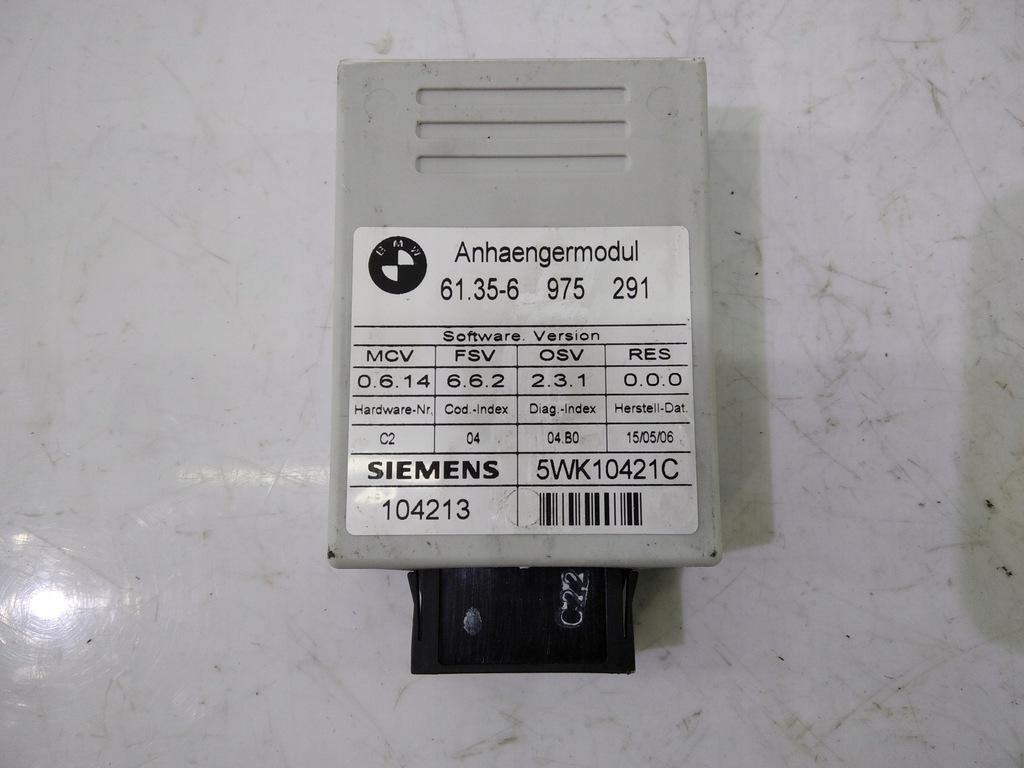 BMW
Anhaengermodul
61.35-6 975 291
Software. Version
MCV FSV OSV RES
0.6.14 6.6.2 2.3.1 0.0.0
Hardware-Nr. Cod.-Index Diag.-Index Herstell-Dat.
C2 04 04.B0 15/05/06
SIEMENS 5WK10421C
104213
C22